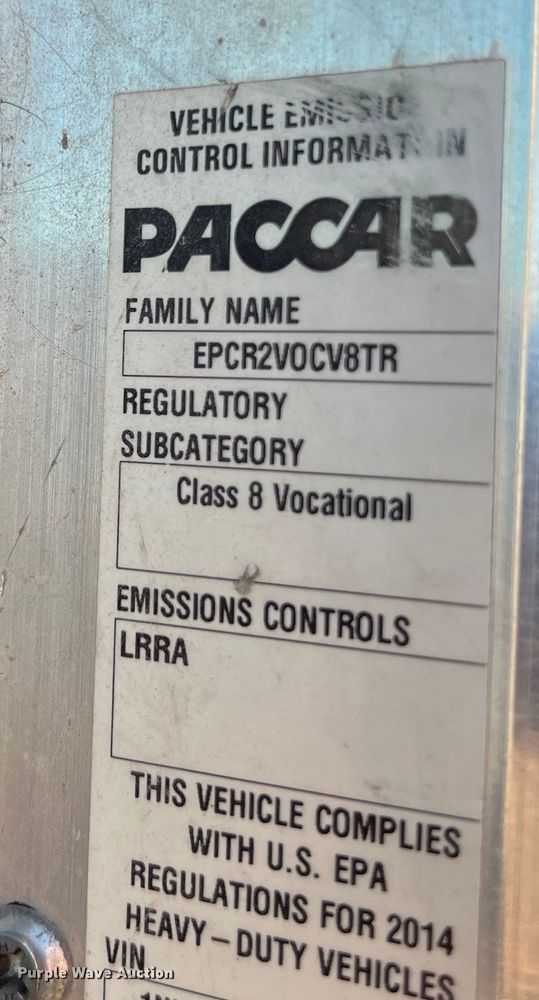 VEHICLE EMISSION
CONTROL INFORMATION
PACCAR
FAMILY NAME
EPCR2VOCV8TR
REGULATORY
SUBCATEGORY
Class 8 Vocational
EMISSIONS CONTROLS
LRRA
THIS VEHICLE COMPLIES
WITH U.S. EPA
REGULATIONS FOR 2014
HEAVY-DUTY VEHICLES
VIN
Purple Wave Auction